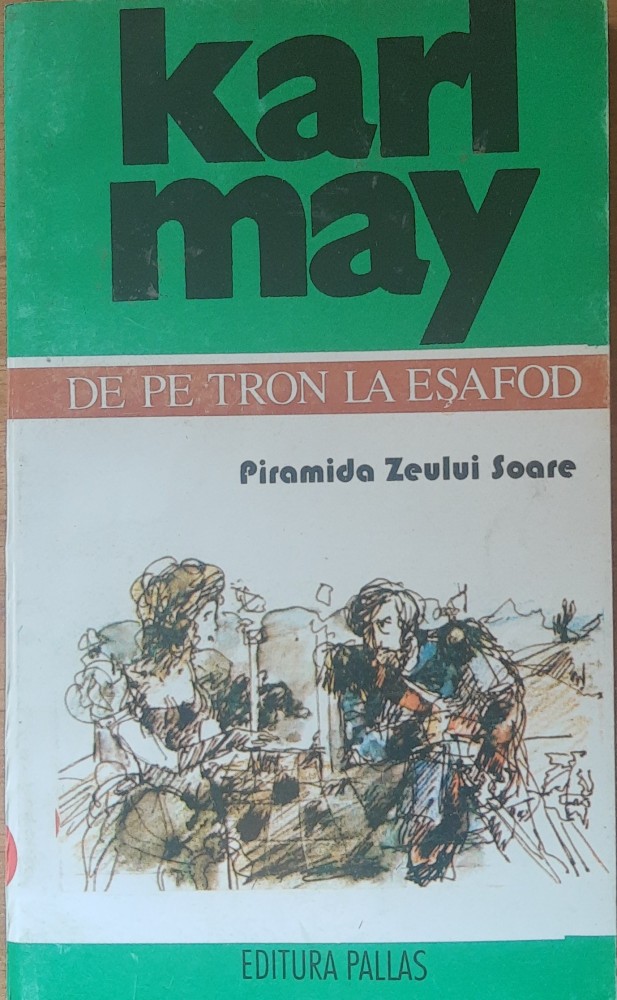 karl
may
DE PE TRON LA EŞAFOD
Piramida Zeului Soare
EDITURA PALLAS